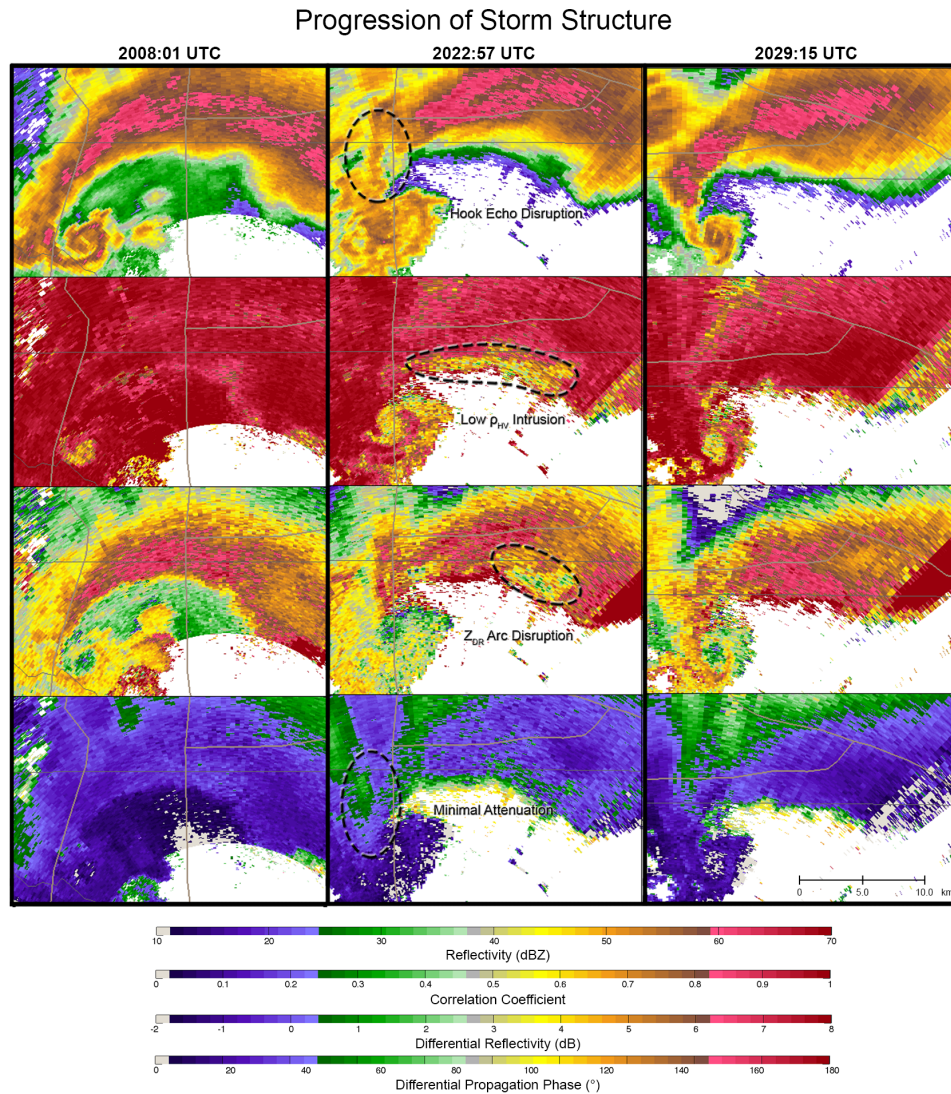 Progression of Storm Structure
2008:01 UTC 2022:57 UTC 2029:15 UTC
Hook Echo Disruption
Low ρHV Intrusion
ZDR Arc Disruption
Minimal Attenuation
0 5.0 10.0 km
10 20 30 40 50 60 70
Reflectivity (dBZ)
0 0.1 0.2 0.3 0.4 0.5 0.6 0.7 0.8 0.9 1
Correlation Coefficient
-2 -1 0 1 2 3 4 5 6 7 8
Differential Reflectivity (dB)
0 20 40 60 80 100 120 140 160 180
Differential Propagation Phase (°)